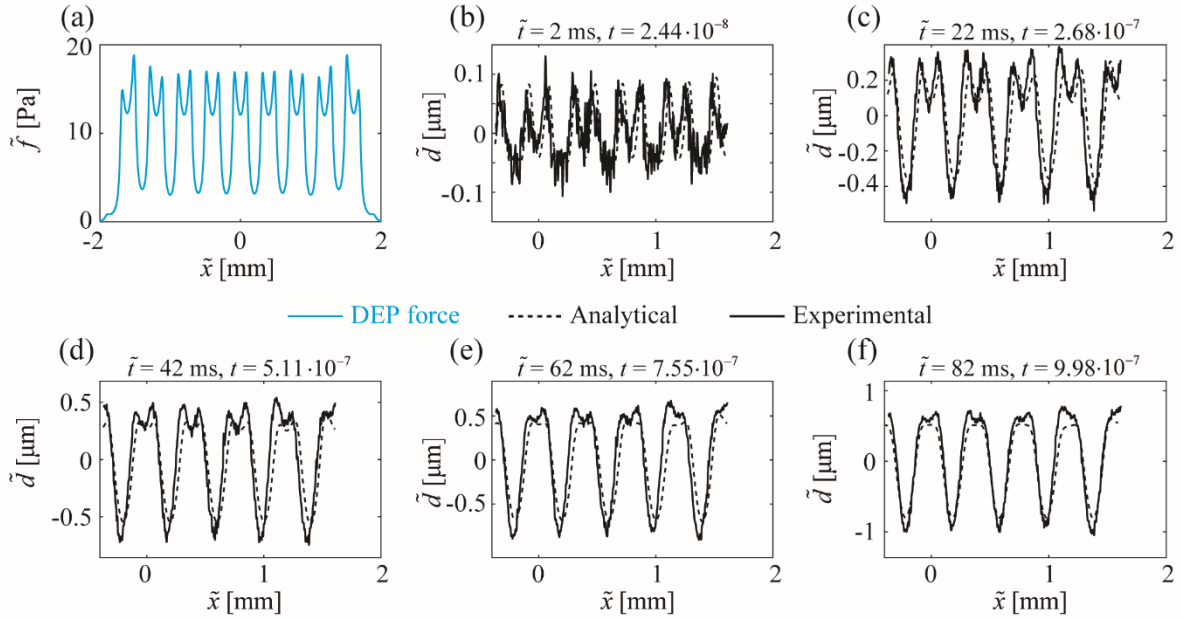 (a)
20
10
0
f̃ [Pa]
-2
0
2
x̃ [mm]
(b)
t̃ = 2 ms, t = 2.44·10⁻⁸
0.1
0
-0.1
d̃ [μm]
0
1
2
x̃ [mm]
(c)
t̃ = 22 ms, t = 2.68·10⁻⁷
0.2
0
-0.2
-0.4
d̃ [μm]
0
1
2
x̃ [mm]
DEP force
Analytical
Experimental
(d)
t̃ = 42 ms, t = 5.11·10⁻⁷
0.5
0
-0.5
d̃ [μm]
0
1
2
x̃ [mm]
(e)
t̃ = 62 ms, t = 7.55·10⁻⁷
0.5
0
-0.5
d̃ [μm]
0
1
2
x̃ [mm]
(f)
t̃ = 82 ms, t = 9.98·10⁻⁷
1
0
-1
d̃ [μm]
0
1
2
x̃ [mm]